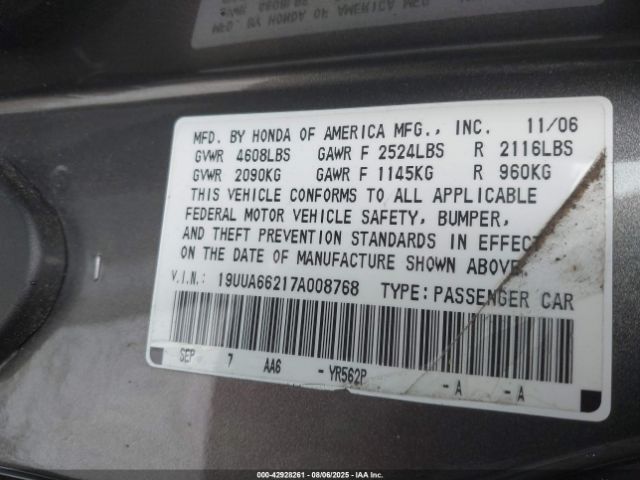 MFD. BY HONDA OF AMERICA MFG., INC. 11/06
GVWR 4608LBS GAWR F 2524LBS R 2116LBS
GVWR 2090KG GAWR F 1145KG R 960KG
THIS VEHICLE CONFORMS TO ALL APPLICABLE
FEDERAL MOTOR VEHICLE SAFETY, BUMPER,
AND THEFT PREVENTION STANDARDS IN EFFECT
ON THE DATE OF MANUFACTURE SHOWN ABOVE.
V.I.N.: 19UUA66217A008768 TYPE: PASSENGER CAR
SEP 7 AA6 - YR562P -A -A
000-42928261 - 08/06/2025 - IAA Inc.